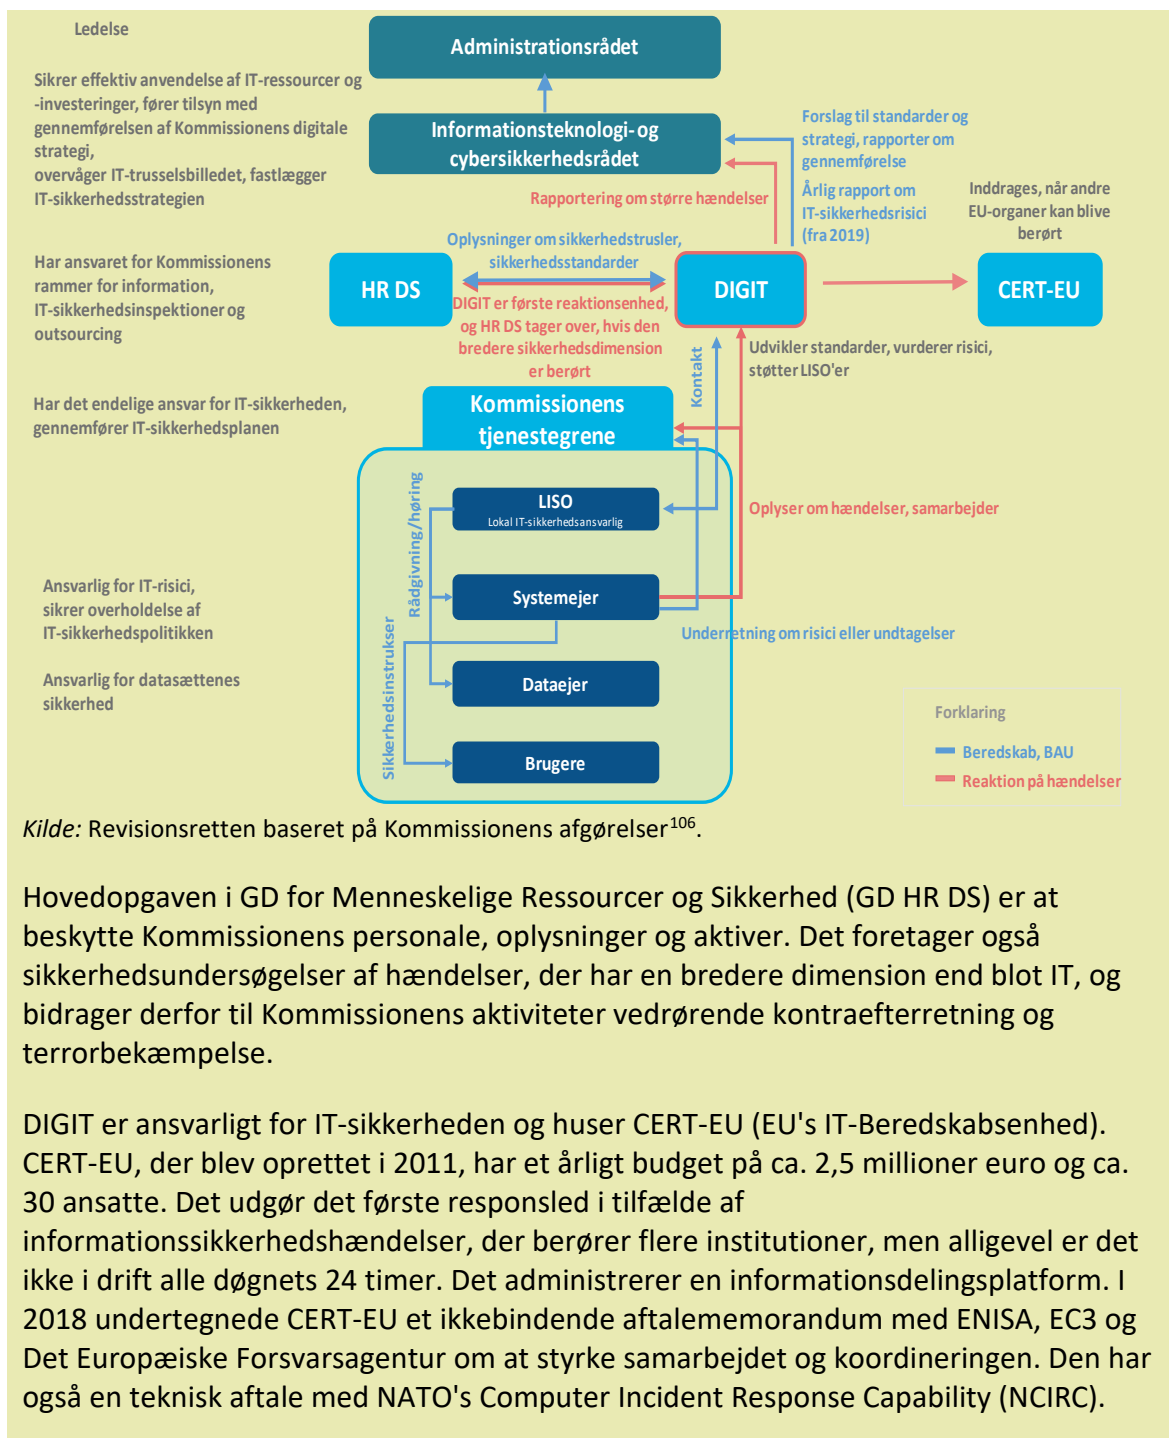 Ledelse
Administrationsrådet
Sikrer effektiv anvendelse af IT-ressourcer og
-investeringer, fører tilsyn med
gennemførelsen af Kommissionens digitale
strategi,
overvåger IT-trusselsbilledet, fastlægger
IT-sikkerhedsstrategien
Informationsteknologi- og
cybersikkerhedsrådet
Forslag til standarder og
strategi, rapporter om
gennemførelse
Årlig rapport om
IT-sikkerhedsrisici
(fra 2019)
Rapportering om større hændelser
Inddrages, når andre
EU-organer kan blive
berørt
Oplysninger om sikkerhedstrusler,
sikkerhedsstandarder
Har ansvaret for Kommissionens
rammer for information,
IT-sikkerhedsinspektioner og
outsourcing
HR DS
DIGIT
CERT-EU
DIGIT er første reaktionsenhed,
og HR DS tager over, hvis den
bredere sikkerhedsdimension
er berørt
Kontakt
Udvikler standarder, vurderer risici,
støtter LISO'er
Har det endelige ansvar for IT-sikkerheden,
gennemfører IT-sikkerhedsplanen
Kommissionens
tjenestegrene
Rådgivning/høring
LISO
Lokal IT-sikkerhedsansvarlig
Oplyser om hændelser, samarbejder
Ansvarlig for IT-risici,
sikrer overholdelse af
IT-sikkerhedspolitikken
Systemejer
Underretning om risici eller undtagelser
Sikkerhedsinstrukser
Ansvarlig for datasættenes
sikkerhed
Dataejer
Brugere
Forklaring
Beredskab, BAU
Reaktion på hændelser
Kilde: Revisionsretten baseret på Kommissionens afgørelser106.
Hovedopgaven i GD for Menneskelige Ressourcer og Sikkerhed (GD HR DS) er at
beskytte Kommissionens personale, oplysninger og aktiver. Det foretager også
sikkerhedsundersøgelser af hændelser, der har en bredere dimension end blot IT, og
bidrager derfor til Kommissionens aktiviteter vedrørende kontraefterretning og
terrorbekæmpelse.
DIGIT er ansvarligt for IT-sikkerheden og huser CERT-EU (EU's IT-Beredskabsenhed).
CERT-EU, der blev oprettet i 2011, har et årligt budget på ca. 2,5 millioner euro og ca.
30 ansatte. Det udgør det første responsled i tilfælde af
informationssikkerhedshændelser, der berører flere institutioner, men alligevel er det
ikke i drift alle døgnets 24 timer. Det administrerer en informationsdelingsplatform. I
2018 undertegnede CERT-EU et ikkebindende aftalememorandum med ENISA, EC3 og
Det Europæiske Forsvarsagentur om at styrke samarbejdet og koordineringen. Den har
også en teknisk aftale med NATO's Computer Incident Response Capability (NCIRC).